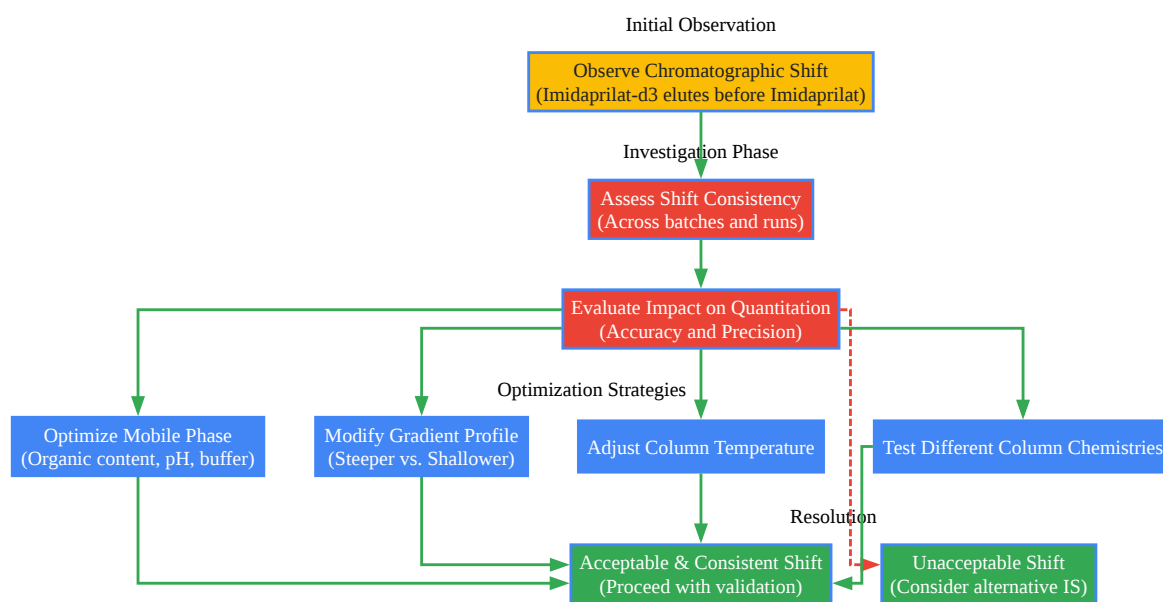 Initial Observation
Observe Chromatographic Shift
(Imidaprilat-d3 elutes before Imidaprilat)
Investigation Phase
Assess Shift Consistency
(Across batches and runs)
Evaluate Impact on Quantitation
(Accuracy and Precision)
Optimization Strategies
Optimize Mobile Phase
(Organic content, pH, buffer)
Modify Gradient Profile
(Steeper vs. Shallower)
Adjust Column Temperature
Test Different Column Chemistries
Resolution
Acceptable & Consistent Shift
(Proceed with validation)
Unacceptable Shift
(Consider alternative IS)